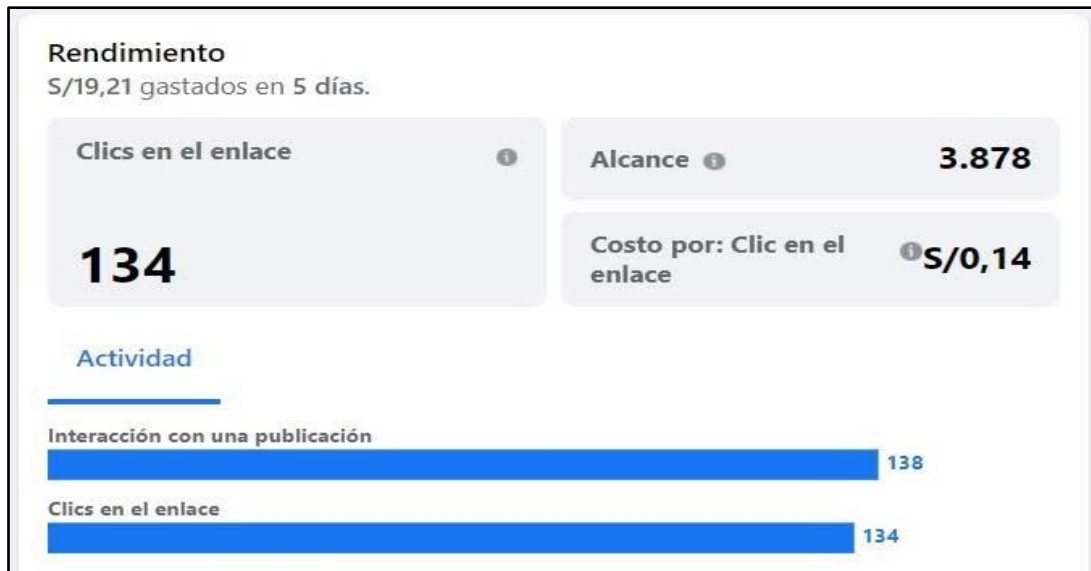 Rendimiento
S/19,21 gastados en 5 días.
Clics en el enlace
134
Alcance
3.878
Costo por: Clic en el
enlace
S/0,14
Actividad
Interacción con una publicación
138
Clics en el enlace
134